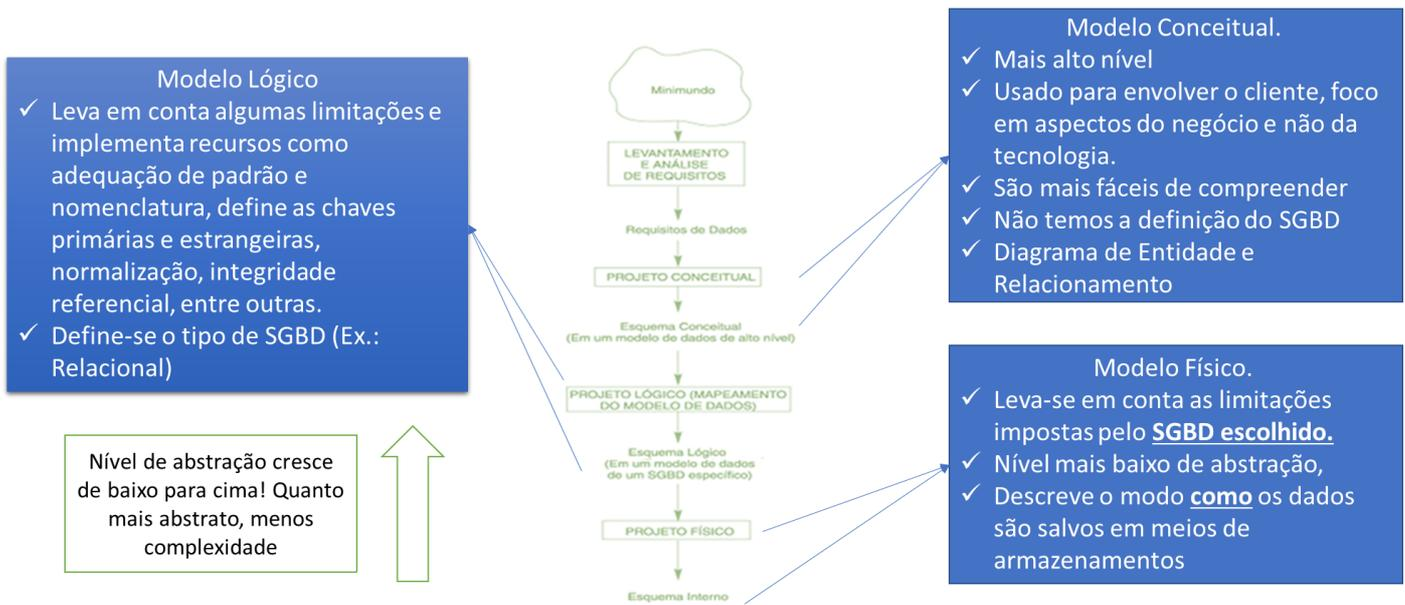 Modelo Lógico
✓ Leva em conta algumas limitações e
implementa recursos como
adequação de padrão e
nomenclatura, define as chaves
primárias e estrangeiras,
normalização, integridade
referencial, entre outras.
✓ Define-se o tipo de SGBD (Ex.:
Relacional)
Nível de abstração cresce
de baixo para cima! Quanto
mais abstrato, menos
complexidade
Minimundo
LEVANTAMENTO
E ANÁLISE
DE REQUISITOS
Requisitos de Dados
PROJETO CONCEITUAL
Esquema Conceitual
(Em um modelo de dados de alto nível)
PROJETO LÓGICO (MAPEAMENTO
DO MODELO DE DADOS)
Esquema Lógico
(Em um modelo de dados
de um SGBD específico)
PROJETO FÍSICO
Esquema Interno
Modelo Conceitual.
✓ Mais alto nível
✓ Usado para envolver o cliente, foco
em aspectos do negócio e não da
tecnologia.
✓ São mais fáceis de compreender
✓ Não temos a definição do SGBD
✓ Diagrama de Entidade e
Relacionamento
Modelo Físico.
✓ Leva-se em conta as limitações
impostas pelo SGBD escolhido.
✓ Nível mais baixo de abstração,
✓ Descreve o modo como os dados
são salvos em meios de
armazenamentos